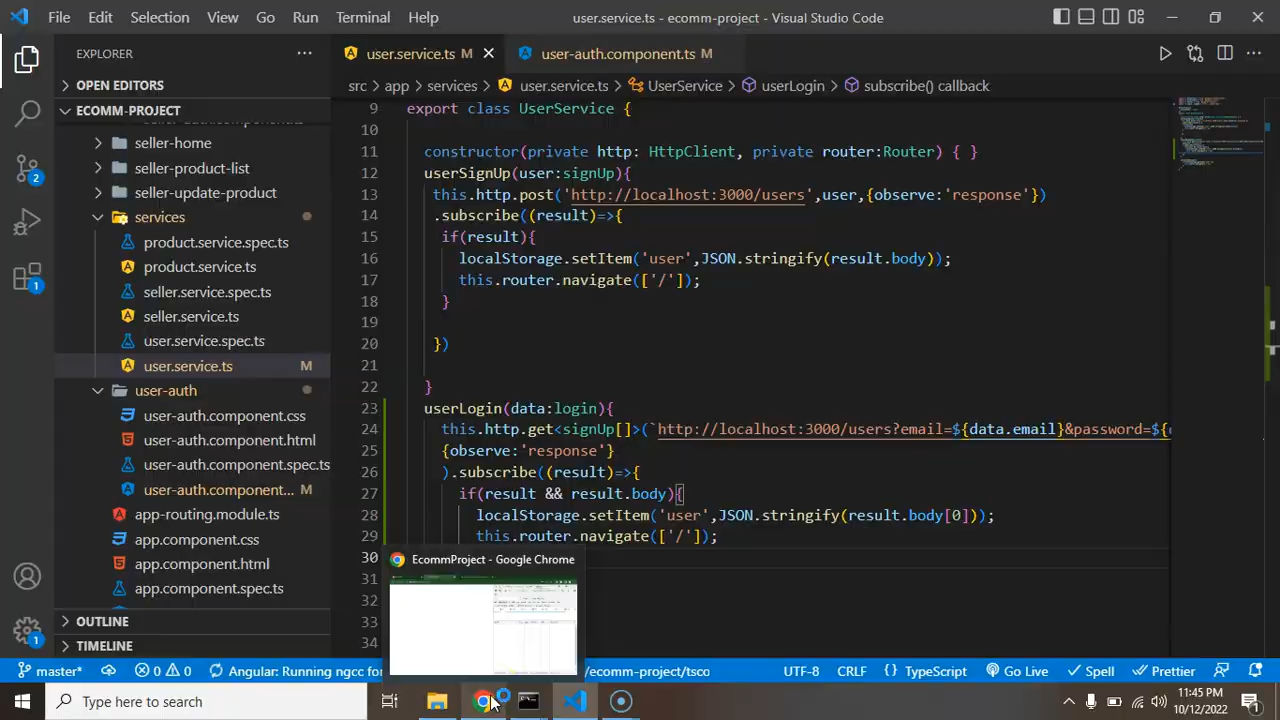 File Edit Selection View Go Run Terminal Help user.service.ts - ecomm-project - Visual Studio Code
EXPLORER
OPEN EDITORS
ECOMM-PROJECT
seller-home
seller-product-list
seller-update-product
services
product.service.spec.ts
product.service.ts
seller.service.spec.ts
seller.service.ts
user.service.spec.ts
user.service.ts M
user-auth
user-auth.component.css
user-auth.component.html
user-auth.component.spec.ts
user-auth.component... M
app-routing.module.ts
app.component.css
app.component.html
app.component.spec.ts
OUTLINE
TIMELINE
2
1
1
user.service.ts M user-auth.component.ts M
src > app > services > user.service.ts > UserService > userLogin > subscribe() callback
9 export class UserService {
10
11 constructor(private http: HttpClient, private router:Router) { }
12 userSignUp(user:signUp){
13 this.http.post('http://localhost:3000/users',user,{observe:'response'})
14 .subscribe((result)=>{
15 if(result){
16 localStorage.setItem('user',JSON.stringify(result.body));
17 this.router.navigate(['/']);
18 }
19
20 })
21
22 }
23 userLogin(data:login){
24 this.http.get<signUp[]>(`http://localhost:3000/users?email=${data.email}&password=${
25 {observe:'response'}
26 ).subscribe((result)=>{
27 if(result && result.body){
28 localStorage.setItem('user',JSON.stringify(result.body[0]));
29 this.router.navigate(['/']);
30
31
32
33
34
EcommProject - Google Chrome
master* 0 0 Angular Running ngcc for /ecomm-project/tsco UTF-8 CRLF { } TypeScript Go Live Spell Prettier
Type here to search
11:45 PM
10/12/2022